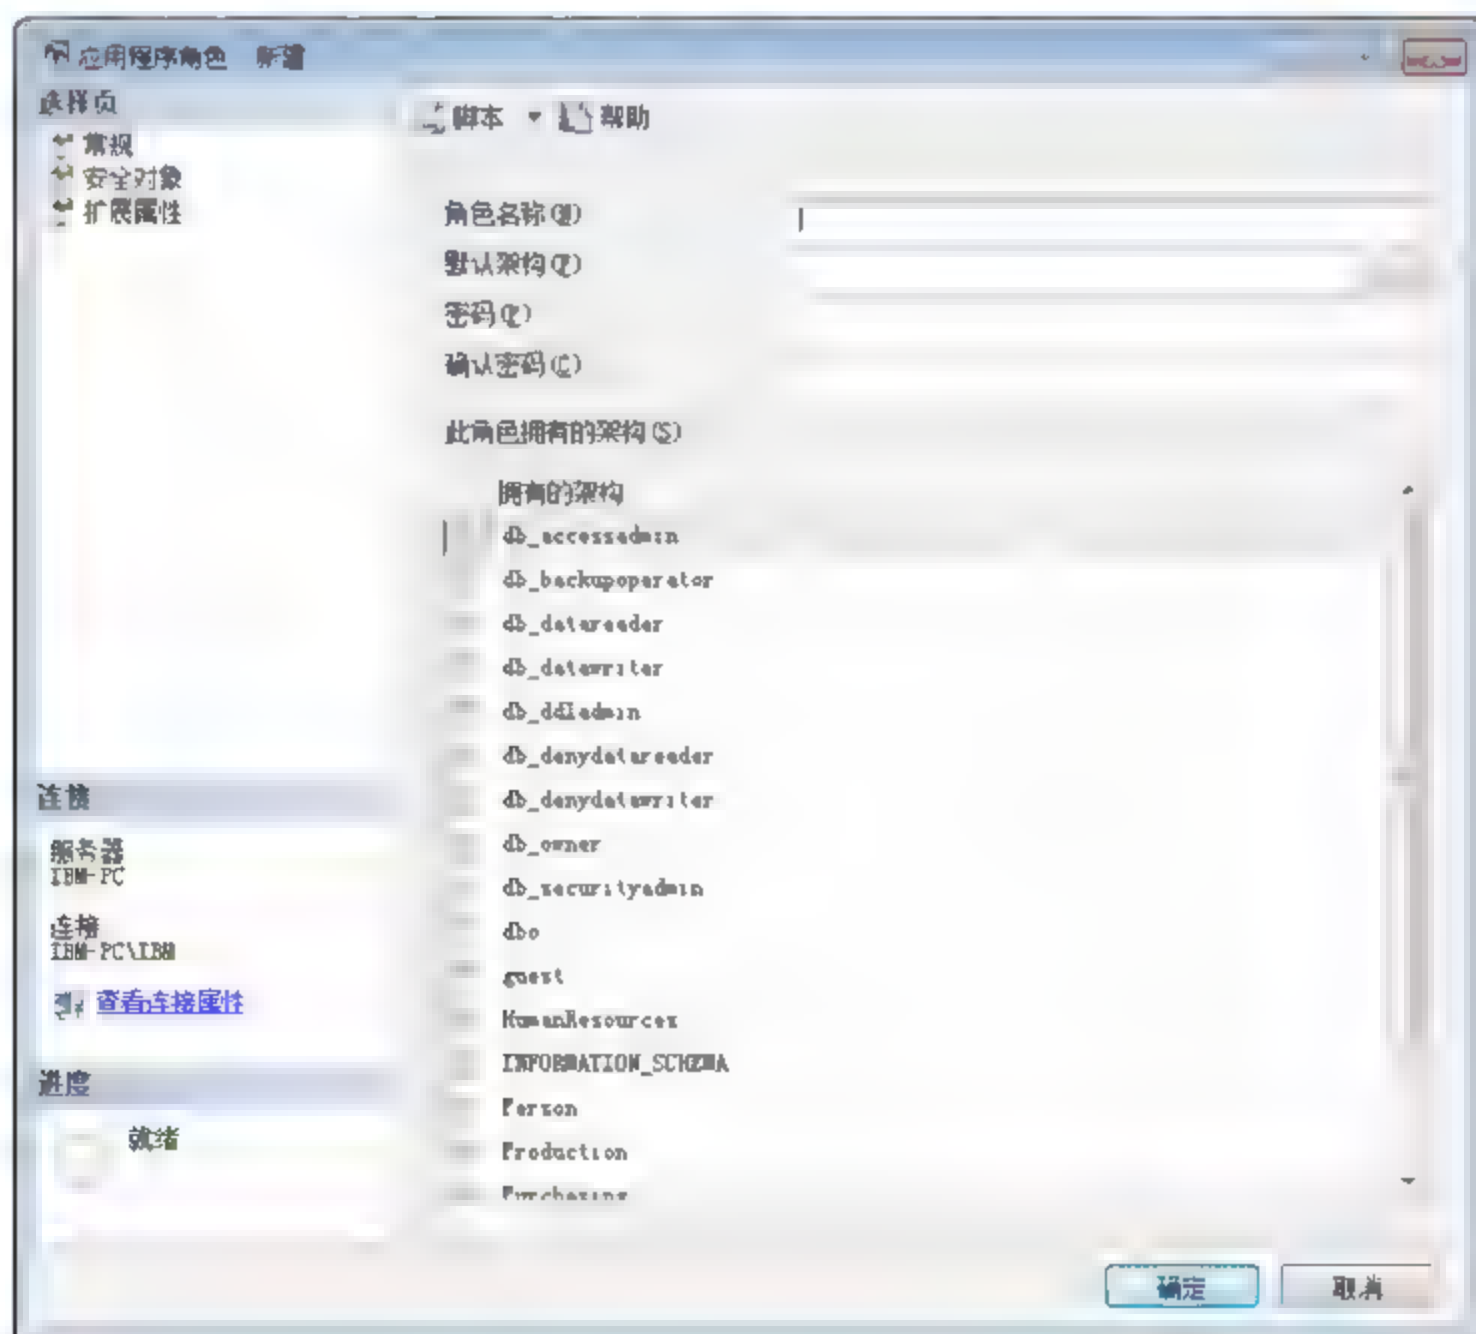 应用程序角色 新建
选择页
常规
安全对象
扩展属性
脚本 帮助
角色名称(N)
默认架构(F)
密码(P)
确认密码(C)
此角色拥有的架构(S)
拥有的架构
db_accessadmin
db_backupoperator
db_datareader
db_datawriter
db_ddladmin
db_denydatareader
db_denydatawriter
db_owner
db_securityadmin
dbo
guest
HumanResources
INFORMATION_SCHEMA
Person
Production
Purchasing
连接
服务器
IBM-PC
连接
IBM-PC\IBM
查看连接属性
进度
就绪
确定 取消